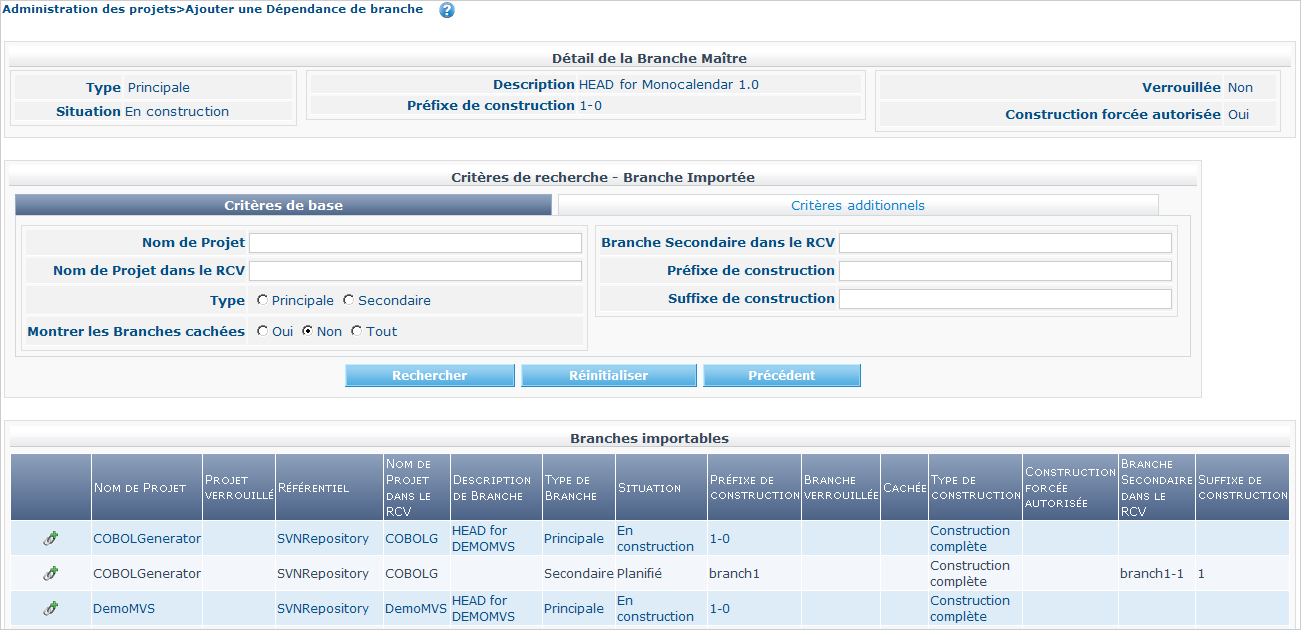 Administration des projets>Ajouter une Dépendance de branche ?
Détail de la Branche Maître
Type Principale
Situation En construction
Description HEAD for Monocalendar 1.0
Préfixe de construction 1-0
Verrouillée Non
Construction forcée autorisée Oui
Critères de recherche - Branche Importée
Critères de base Critères additionnels
Nom de Projet
Nom de Projet dans le RCV
Type Principale Secondaire
Montrer les Branches cachées Oui Non Tout
Branche Secondaire dans le RCV
Préfixe de construction
Suffixe de construction
Rechercher Réinitialiser Précédent
Branches importables
Nom de Projet Projet verrouillé Référentiel Nom de Projet dans le RCV Description de Branche Type de Branche Situation Préfixe de construction Branche verrouillée Cachée Type de construction Construction forcée autorisée Branche Secondaire dans le RCV Suffixe de construction
COBOLGenerator SVNRepository COBOLG HEAD for DEMOMVS Principale En construction 1-0 Construction complète
COBOLGenerator SVNRepository COBOLG Secondaire Planifié branch1 Construction complète branch1-1 1
DemoMVS SVNRepository DemoMVS HEAD for DEMOMVS Principale En construction 1-0 Construction complète